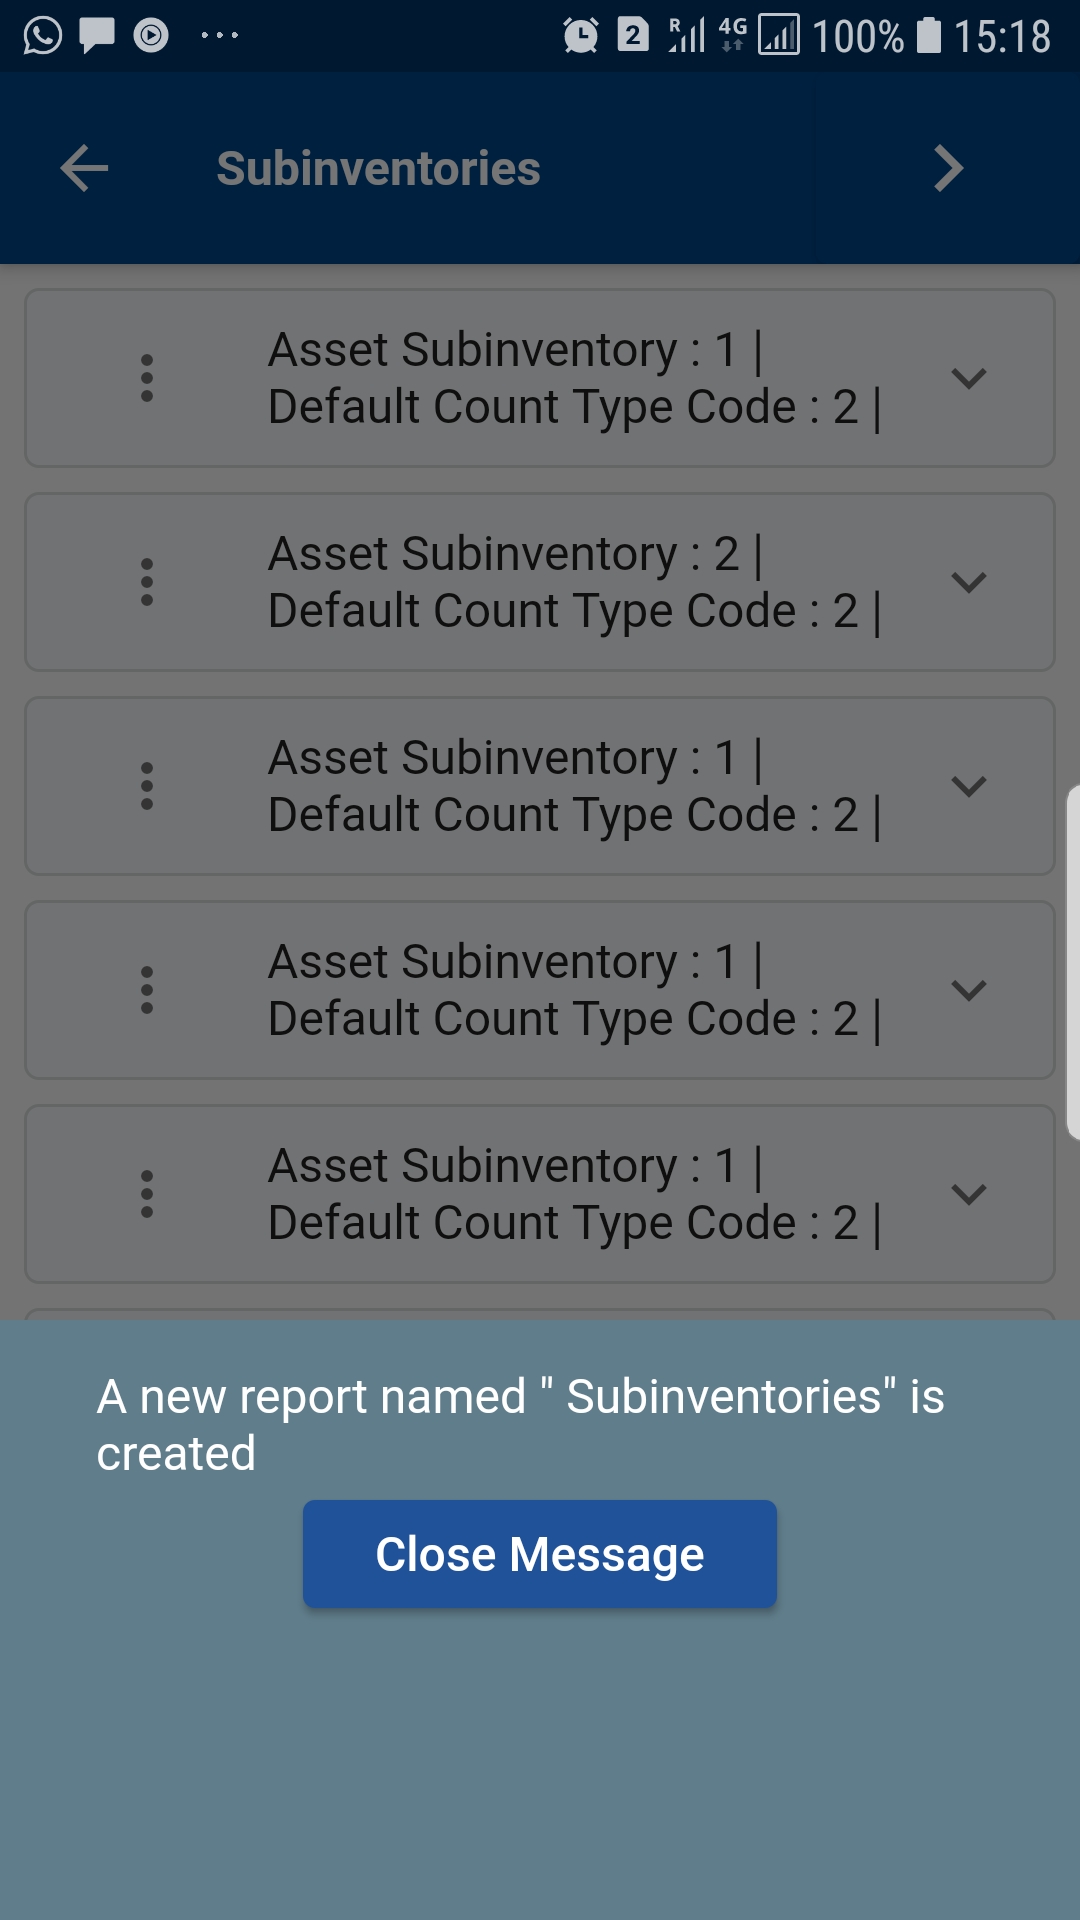 2 R 4G 100% 15:18
Subinventories
Asset Subinventory : 1 |
Default Count Type Code : 2 |
Asset Subinventory : 2 |
Default Count Type Code : 2 |
Asset Subinventory : 1 |
Default Count Type Code : 2 |
Asset Subinventory : 1 |
Default Count Type Code : 2 |
Asset Subinventory : 1 |
Default Count Type Code : 2 |
A new report named " Subinventories" is
created
Close Message